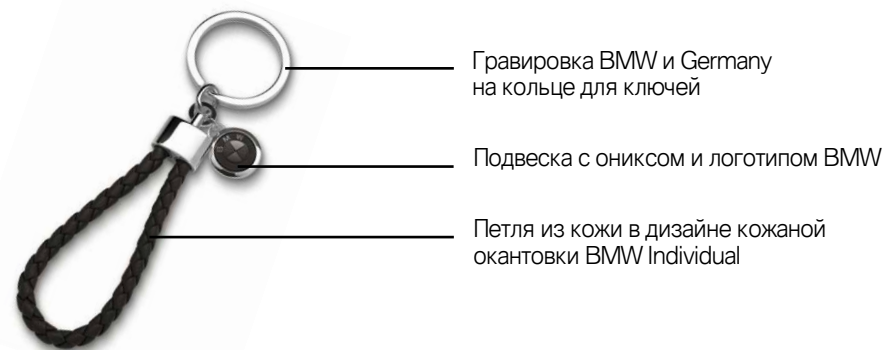 Гравировка BMW и Germany
на кольце для ключей
BMW
Подвеска с ониксом и логотипом BMW
Петля из кожи в дизайне кожаной
окантовки BMW Individual